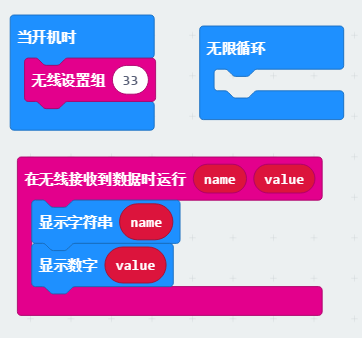 当开机时
无线设置组 33
无限循环
在无线接收到数据时运行 name value
显示字符串 name
显示数字 value